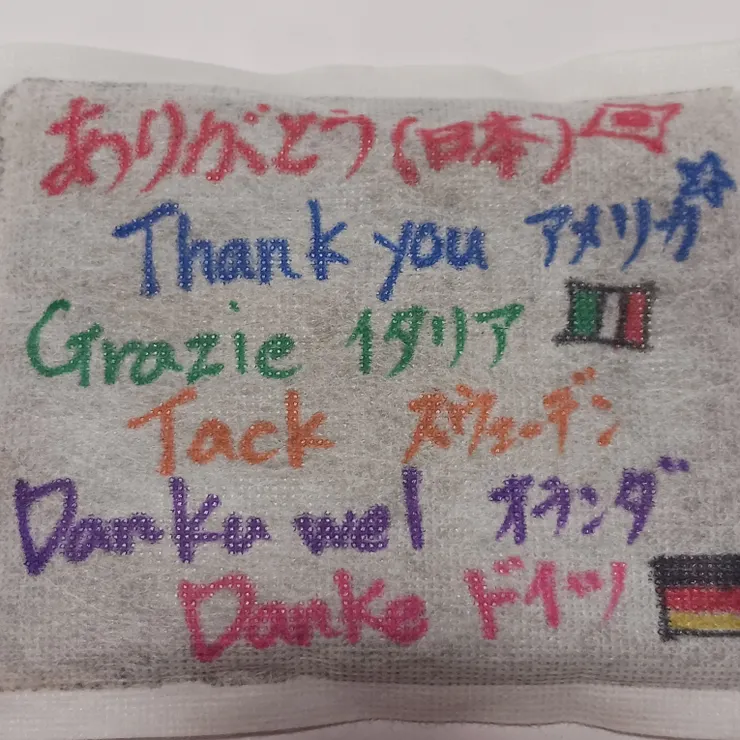 ありがとう(日本)
Thank you アメリカ
Grazie イタリア
Tack スウェーデン
Danku wel オランダ
Danke ドイツ